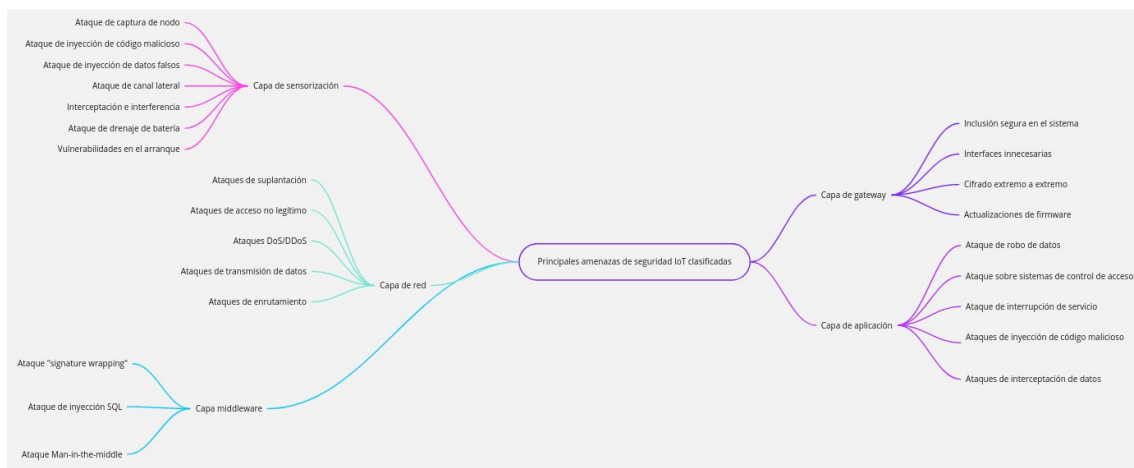 Ataque de captura de nodo
Ataque de inyección de código malicioso
Ataque de inyección de datos falsos
Ataque de canal lateral
Interceptación e interferencia
Ataque de drenaje de batería
Vulnerabilidades en el arranque
Capa de sensorización
Ataques de suplantación
Ataques de acceso no legítimo
Ataques DoS/DDoS
Ataques de transmisión de datos
Ataques de enrutamiento
Capa de red
Ataque "signature wrapping"
Ataque de inyección SQL
Ataque Man-in-the-middle
Capa middleware
Principales amenazas de seguridad IoT clasificadas
Capa de gateway
Inclusión segura en el sistema
Interfaces innecesarias
Cifrado extremo a extremo
Actualizaciones de firmware
Capa de aplicación
Ataque de robo de datos
Ataque sobre sistemas de control de acceso
Ataque de interrupción de servicio
Ataques de inyección de código malicioso
Ataques de interceptación de datos